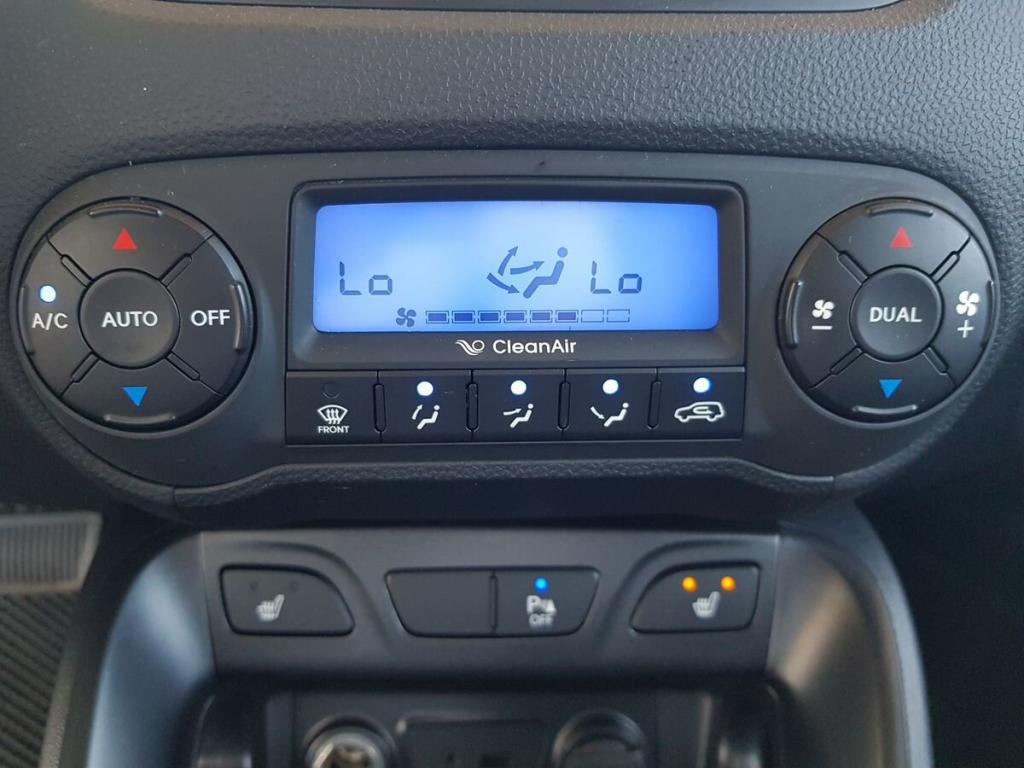 Lo
Lo
CleanAir
A/C
AUTO
OFF
DUAL
−
+
FRONT
P
OFF